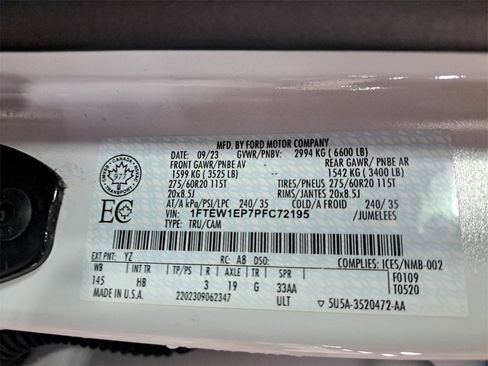 MFD. BY FORD MOTOR COMPANY
DATE: 09/23 GVWR/PNBV: 2994 KG ( 6600 LB)
FRONT GAWR/ PNBE AV REAR GAWR/ PNBE AR
1599 KG ( 3525 LB) 1542 KG ( 3400 LB)
275/60R20 115T TIRES/PNEUS 275/60R20 115T
20x8.5J RIMS/JANTES 20x8.5J
AT/A kPa/PSI/LPC 240/ 35 COLD/A FROID 240/ 35
VIN: 1FTEW1EP7PFC72195 /JUMELEES
TYPE: TRU/CAM
CANADA
977
TRANSPORT
EC
EXT PNT: YZ RC: A8 DSO: COMPLIES: ICES/NMB-002
WB INT TR TP/PS R AXLE TR SPR F0109
145 HB 3 19 G 33AA T0520
MADE IN U.S.A. 2202309062347 ULT 5U5A-3520472-AA